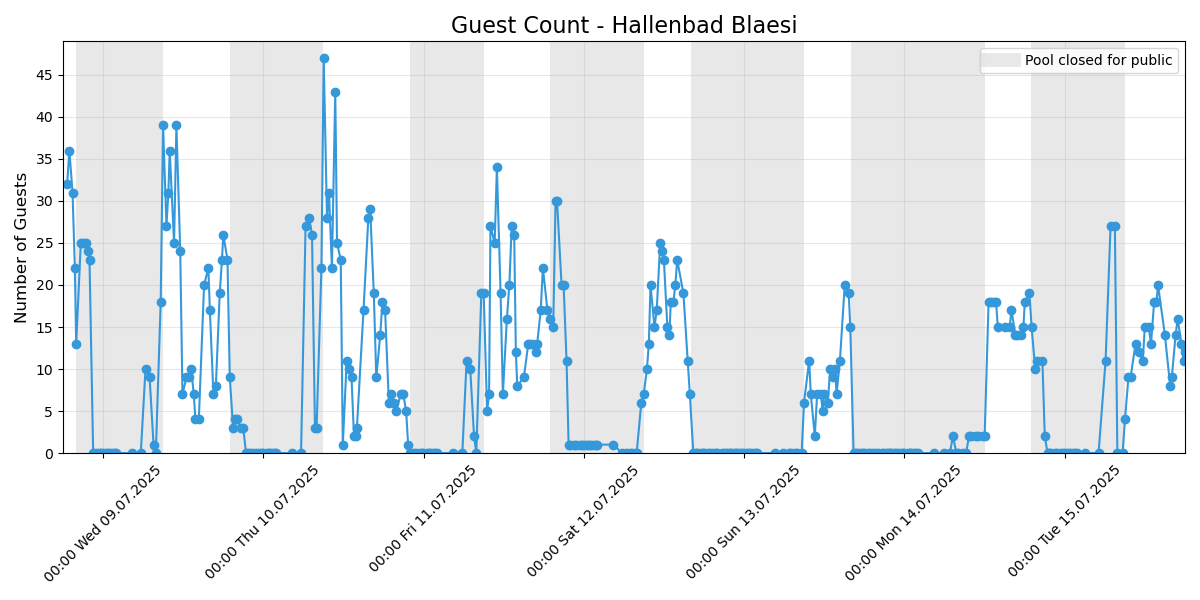 Guest Count - Hallenbad Blaesi
Pool closed for public
Number of Guests
45
40
35
30
25
20
15
10
5
0
00:00 Wed 09.07.2025
00:00 Thu 10.07.2025
00:00 Fri 11.07.2025
00:00 Sat 12.07.2025
00:00 Sun 13.07.2025
00:00 Mon 14.07.2025
00:00 Tue 15.07.2025